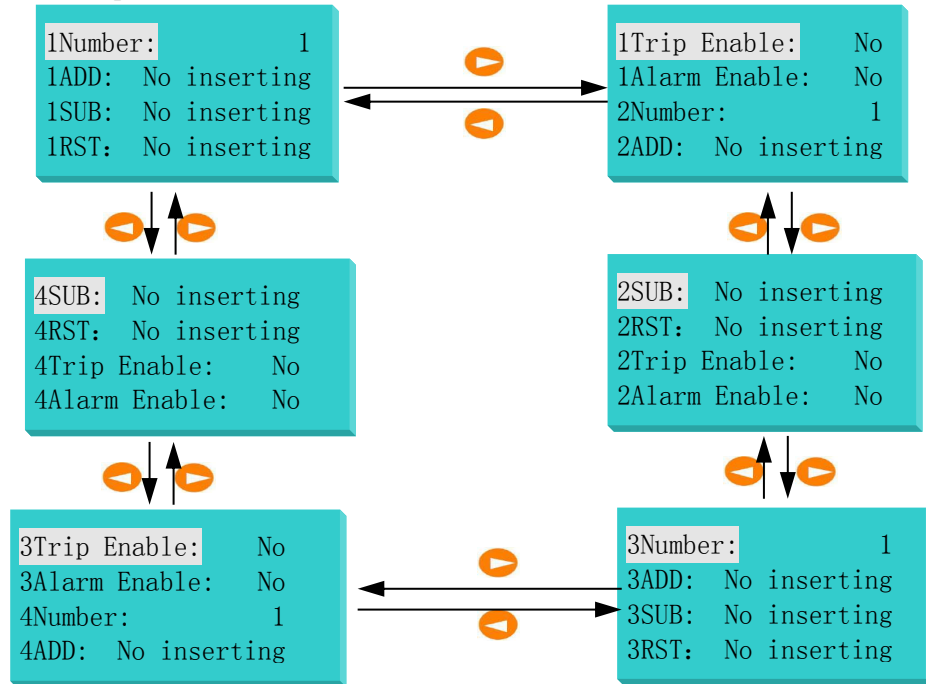 1Number: 1
1ADD: No inserting
1SUB: No inserting
1RST: No inserting
1Trip Enable: No
1Alarm Enable: No
2Number: 1
2ADD: No inserting
4SUB: No inserting
4RST: No inserting
4Trip Enable: No
4Alarm Enable: No
2SUB: No inserting
2RST: No inserting
2Trip Enable: No
2Alarm Enable: No
3Trip Enable: No
3Alarm Enable: No
4Number: 1
4ADD: No inserting
3Number: 1
3ADD: No inserting
3SUB: No inserting
3RST: No inserting